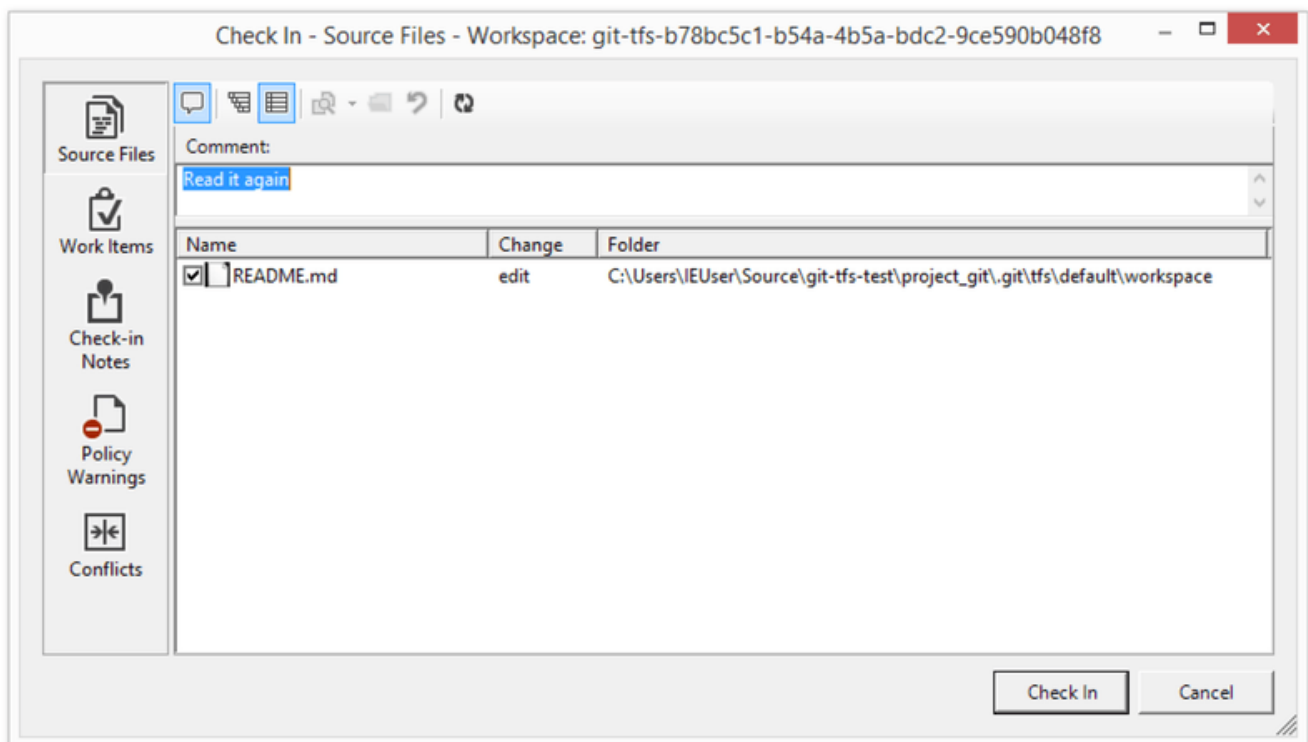 Check In - Source Files - Workspace: git-tfs-b78bc5c1-b54a-4b5a-bdc2-9ce590b048f8
Source Files
Work Items
Check-in
Notes
Policy
Warnings
Conflicts
Comment:
Read it again
Name Change Folder
README.md edit C:\Users\IEUser\Source\git-tfs-test\project_git\.git\tfs\default\workspace
Check In Cancel